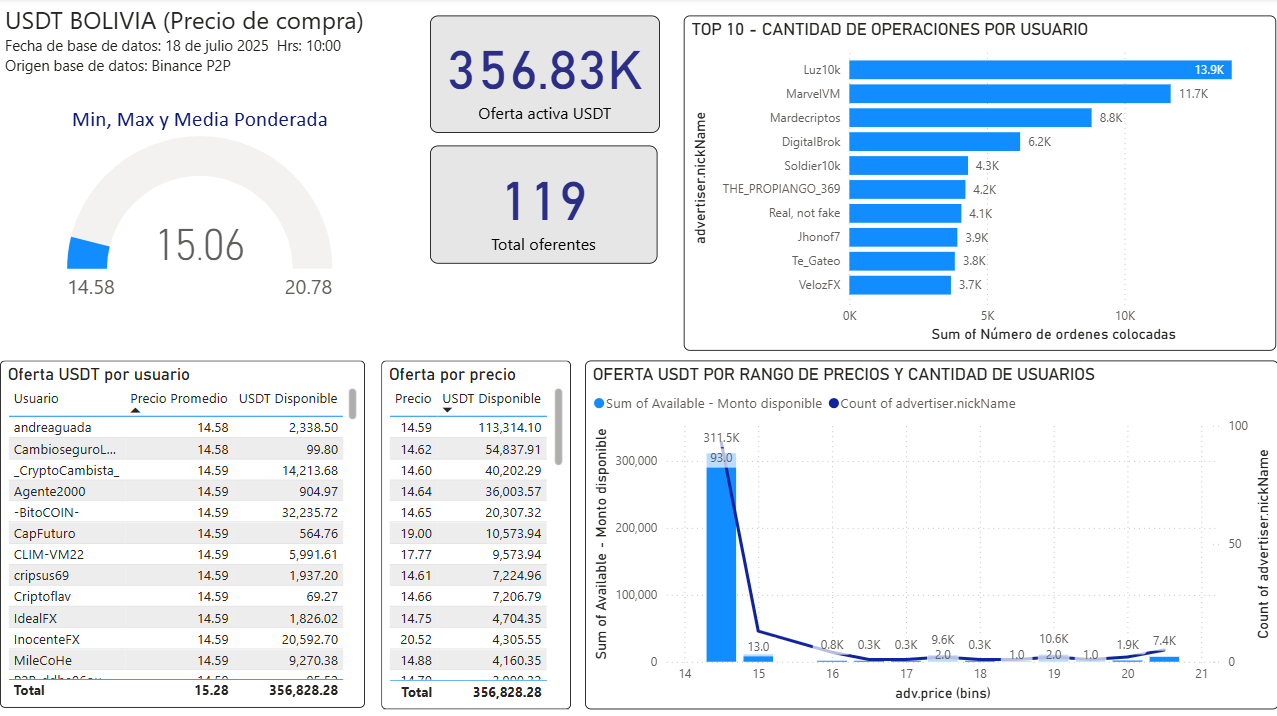 USDT BOLIVIA (Precio de compra)
Fecha de base de datos: 18 de julio 2025 Hrs: 10:00
Origen base de datos: Binance P2P
Min, Max y Media Ponderada
15.06
14.58
20.78
356.83K
Oferta activa USDT
119
Total oferentes
TOP 10 - CANTIDAD DE OPERACIONES POR USUARIO
advertiser.nickName
Luz10k 13.9K
MarvelVM 11.7K
Mardecriptos 8.8K
DigitalBrok 6.2K
Soldier10k 4.3K
THE_PROPIANGO_369 4.2K
Real, not fake 4.1K
Jhonof7 3.9K
Te_Gateo 3.8K
VelozFX 3.7K
0K 5K 10K
Sum of Número de ordenes colocadas
Oferta USDT por usuario
Usuario Precio Promedio USDT Disponible
andreaguada 14.58 2,338.50
CambioseguroL... 14.58 99.80
_CryptoCambista_ 14.59 14,213.68
Agente2000 14.59 904.97
-BitoCOIN- 14.59 32,235.72
CapFuturo 14.59 564.76
CLIM-VM22 14.59 5,991.61
cripsus69 14.59 1,937.20
Criptoflav 14.59 69.27
IdealFX 14.59 1,826.02
InocenteFX 14.59 20,592.70
MileCoHe 14.59 9,270.38
Total 15.28 356,828.28
Oferta por precio
Precio USDT Disponible
14.59 113,314.10
14.62 54,837.91
14.60 40,202.29
14.64 36,003.57
14.65 20,307.32
19.00 10,573.94
17.77 9,573.94
14.61 7,224.96
14.66 7,206.79
14.75 4,704.35
20.52 4,305.55
14.88 4,160.35
Total 356,828.28
OFERTA USDT POR RANGO DE PRECIOS Y CANTIDAD DE USUARIOS
Sum of Available - Monto disponible Count of advertiser.nickName
Sum of Available - Monto disponible
300,000
200,000
100,000
0
311.5K
93.0
13.0
0.8K
0.3K
0.3K
9.6K
2.0
0.3K
1.0
10.6K
2.0
1.0
1.9K
7.4K
100
50
0
Count of advertiser.nickName
14 15 16 17 18 19 20 21
adv.price (bins)